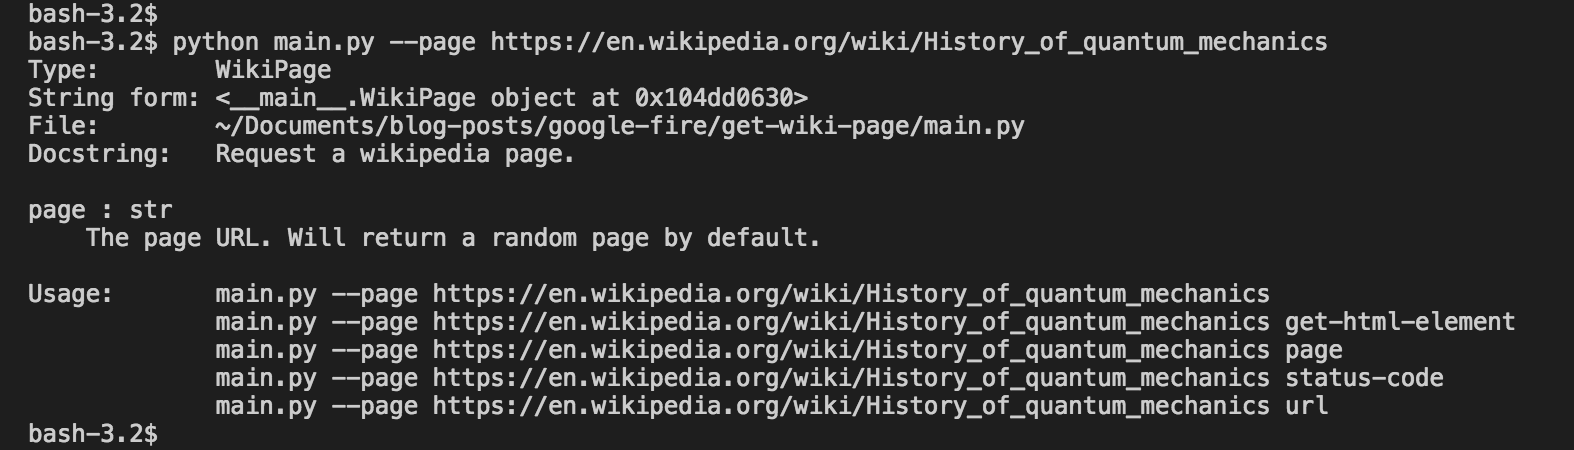 bash-3.2$
bash-3.2$ python main.py --page https://en.wikipedia.org/wiki/History_of_quantum_mechanics
Type:        WikiPage
String form: <__main__.WikiPage object at 0x104dd0630>
File:        ~/Documents/blog-posts/google-fire/get-wiki-page/main.py
Docstring:   Request a wikipedia page.
page : str
    The page URL. Will return a random page by default.
Usage:       main.py --page https://en.wikipedia.org/wiki/History_of_quantum_mechanics
             main.py --page https://en.wikipedia.org/wiki/History_of_quantum_mechanics get-html-element
             main.py --page https://en.wikipedia.org/wiki/History_of_quantum_mechanics page
             main.py --page https://en.wikipedia.org/wiki/History_of_quantum_mechanics status-code
             main.py --page https://en.wikipedia.org/wiki/History_of_quantum_mechanics url
bash-3.2$